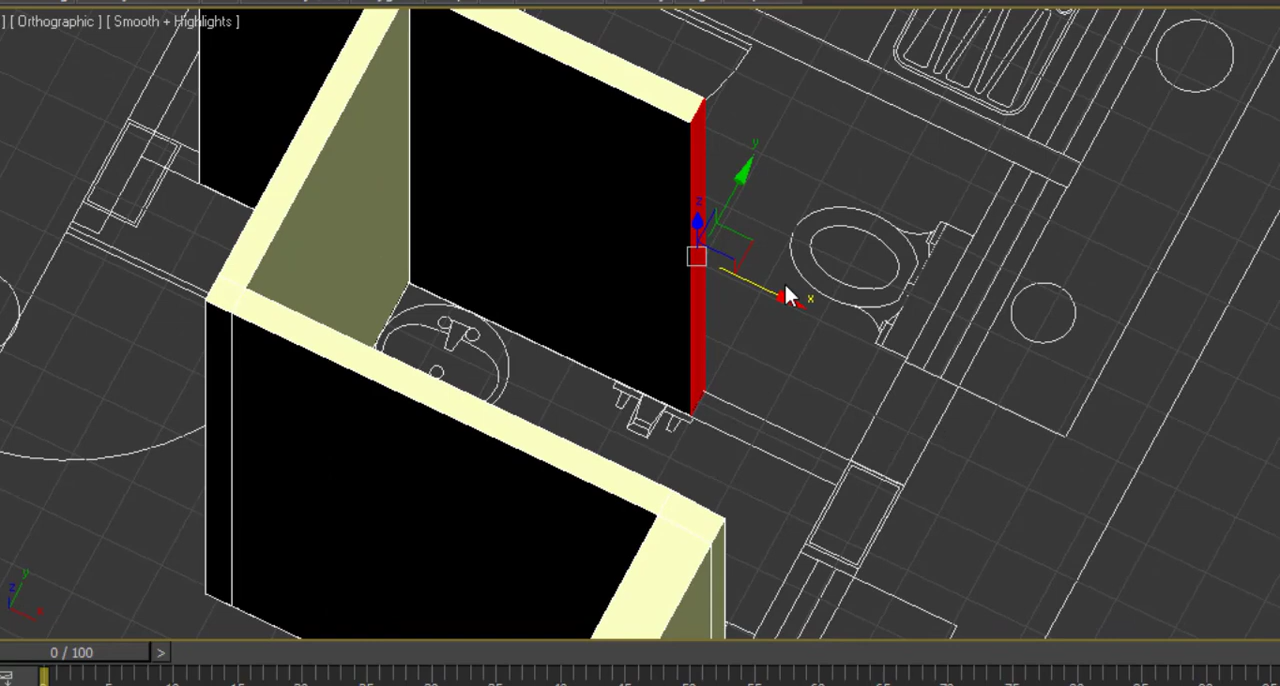 ] [ Orthographic ] [ Smooth + Highlights ]
y
z
x
y
z
x
0 / 100
>